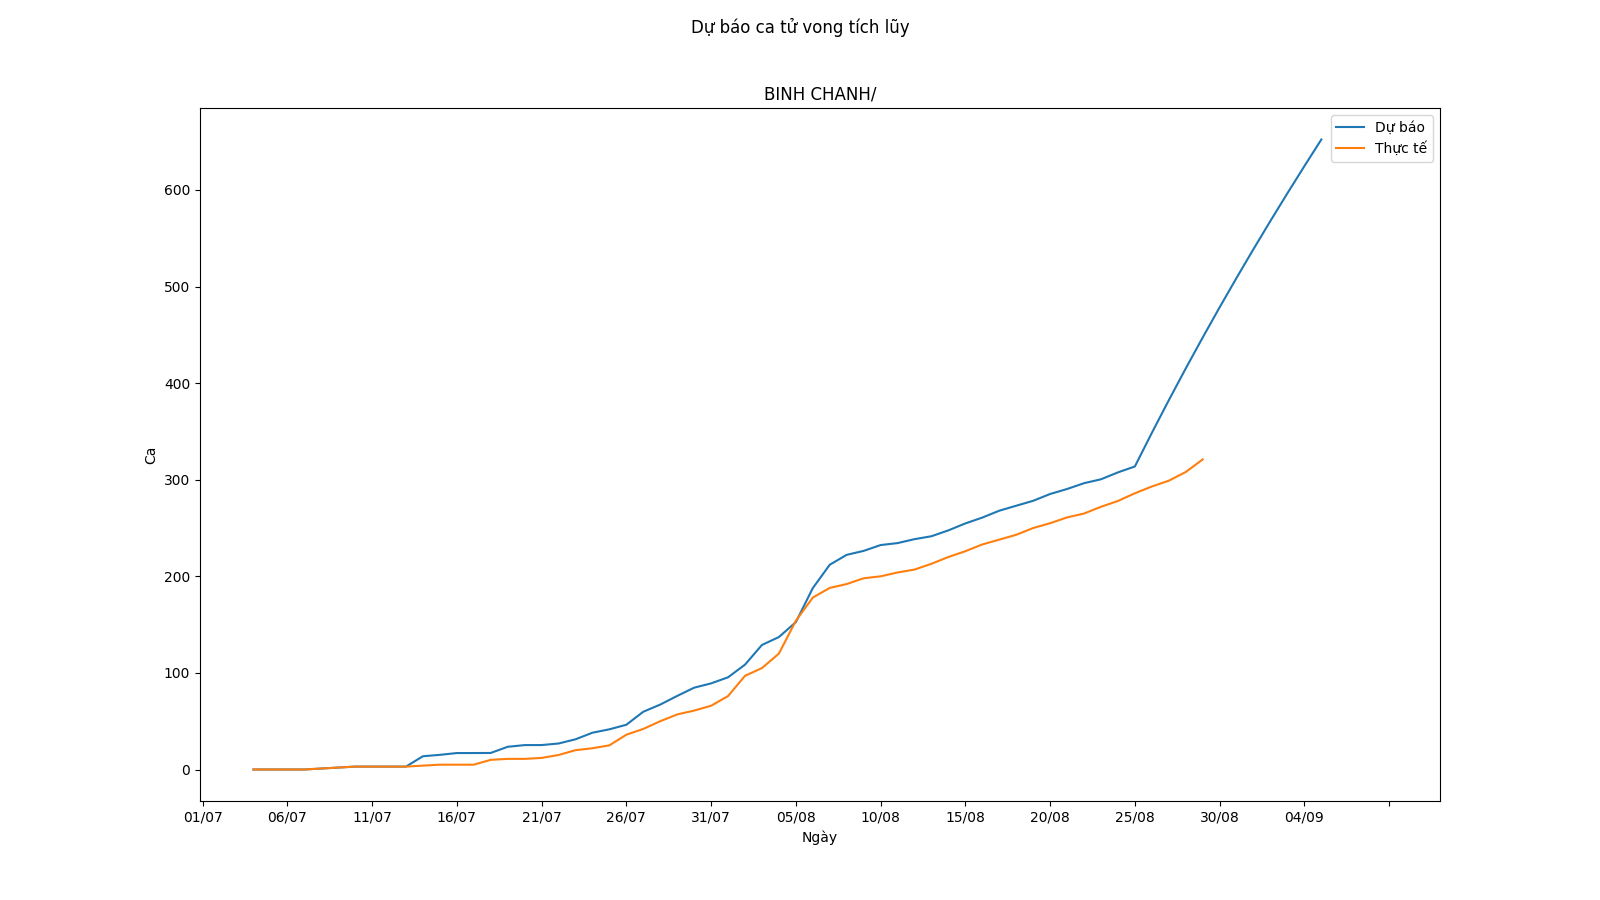 Dự báo ca tử vong tích lũy
BINH CHANH/
Dự báo
Thực tế
600
500
400
300
200
100
0
Ca
01/07 06/07 11/07 16/07 21/07 26/07 31/07 05/08 10/08 15/08 20/08 25/08 30/08 04/09
Ngày